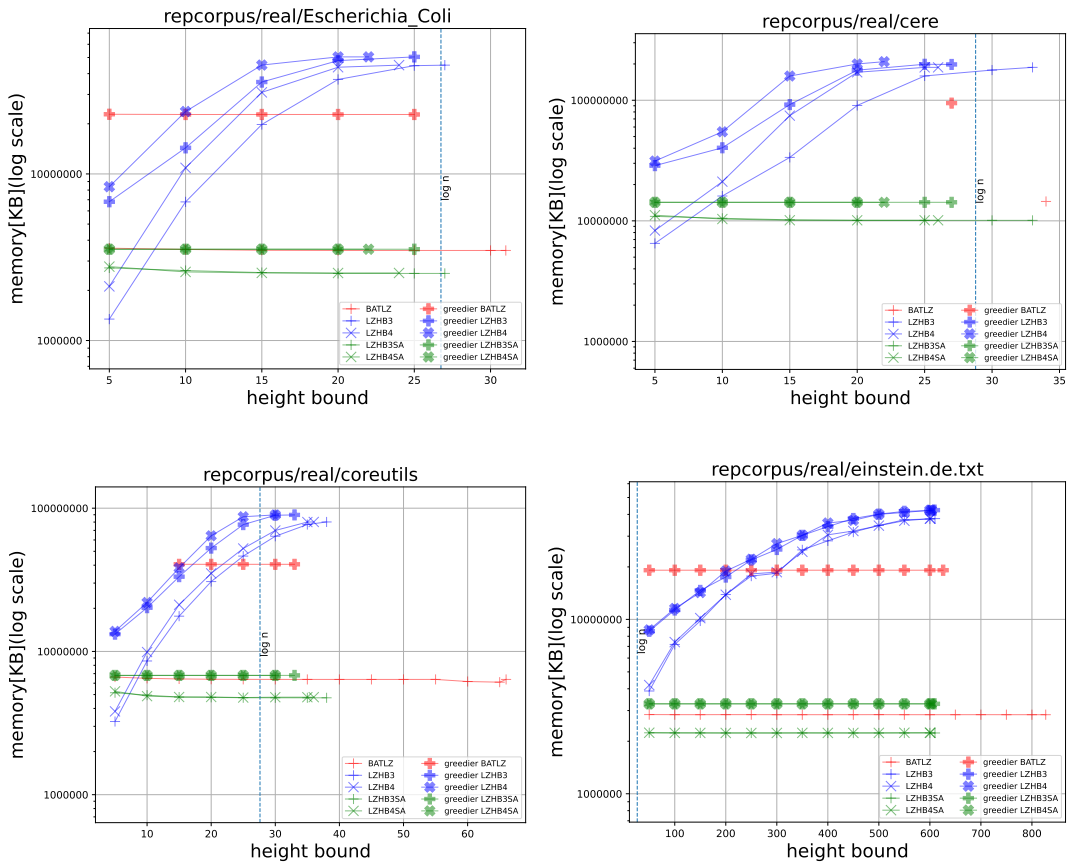 repcorpus/real/Escherichia_Coli
memory[KB](log scale)
10000000
1000000
log n
BATLZ
LZHB3
LZHB4
LZHB3SA
LZHB4SA
greedier BATLZ
greedier LZHB3
greedier LZHB4
greedier LZHB3SA
greedier LZHB4SA
5 10 15 20 25 30
height bound
repcorpus/real/cere
memory[KB](log scale)
100000000
10000000
1000000
log n
BATLZ
LZHB3
LZHB4
LZHB3SA
LZHB4SA
greedier BATLZ
greedier LZHB3
greedier LZHB4
greedier LZHB3SA
greedier LZHB4SA
5 10 15 20 25 30 35
height bound
repcorpus/real/coreutils
memory[KB](log scale)
100000000
10000000
1000000
log n
BATLZ
LZHB3
LZHB4
LZHB3SA
LZHB4SA
greedier BATLZ
greedier LZHB3
greedier LZHB4
greedier LZHB3SA
greedier LZHB4SA
10 20 30 40 50 60
height bound
repcorpus/real/einstein.de.txt
memory[KB](log scale)
10000000
1000000
log n
BATLZ
LZHB3
LZHB4
LZHB3SA
LZHB4SA
greedier BATLZ
greedier LZHB3
greedier LZHB4
greedier LZHB3SA
greedier LZHB4SA
100 200 300 400 500 600 700 800
height bound